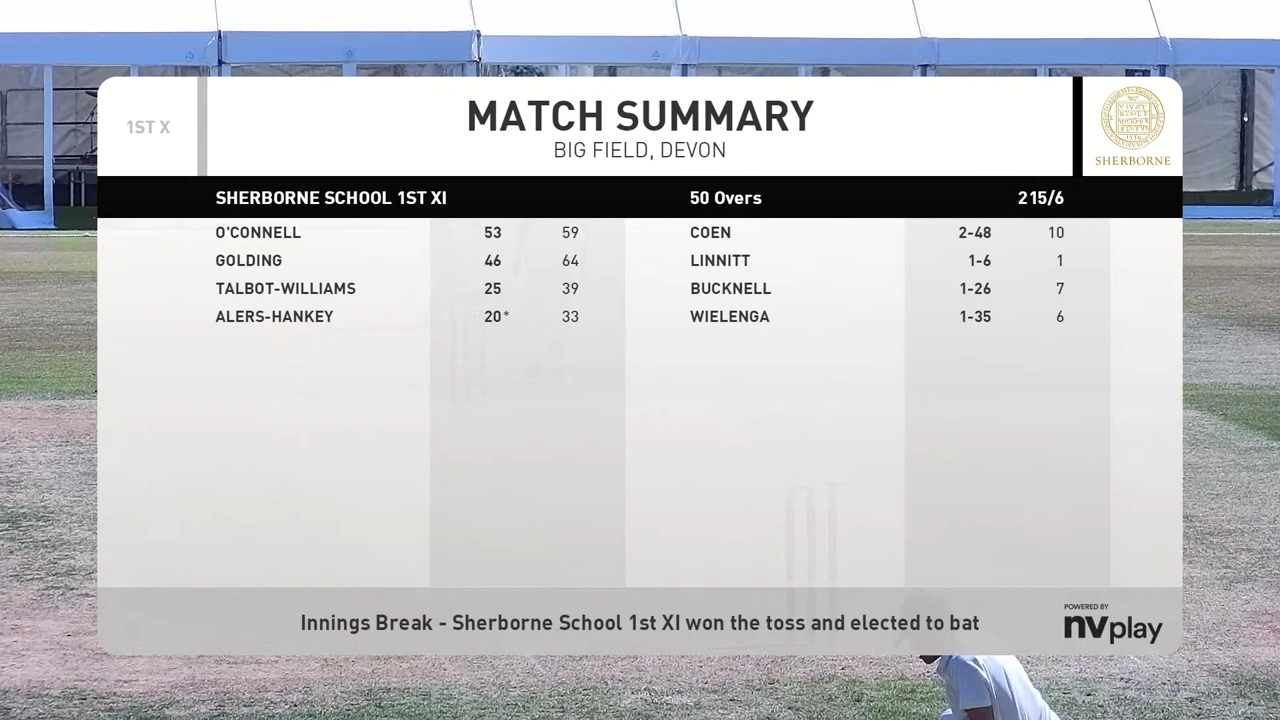 1ST X
MATCH SUMMARY
BIG FIELD, DEVON
SHERBORNE
SHERBORNE SCHOOL 1ST XI 50 Overs 215/6
O'CONNELL 53 59 COEN 2-48 10
GOLDING 46 64 LINNITT 1-6 1
TALBOT-WILLIAMS 25 39 BUCKNELL 1-26 7
ALERS-HANKEY 20* 33 WIELENGA 1-35 6
Innings Break - Sherborne School 1st XI won the toss and elected to bat
POWERED BY
nvplay